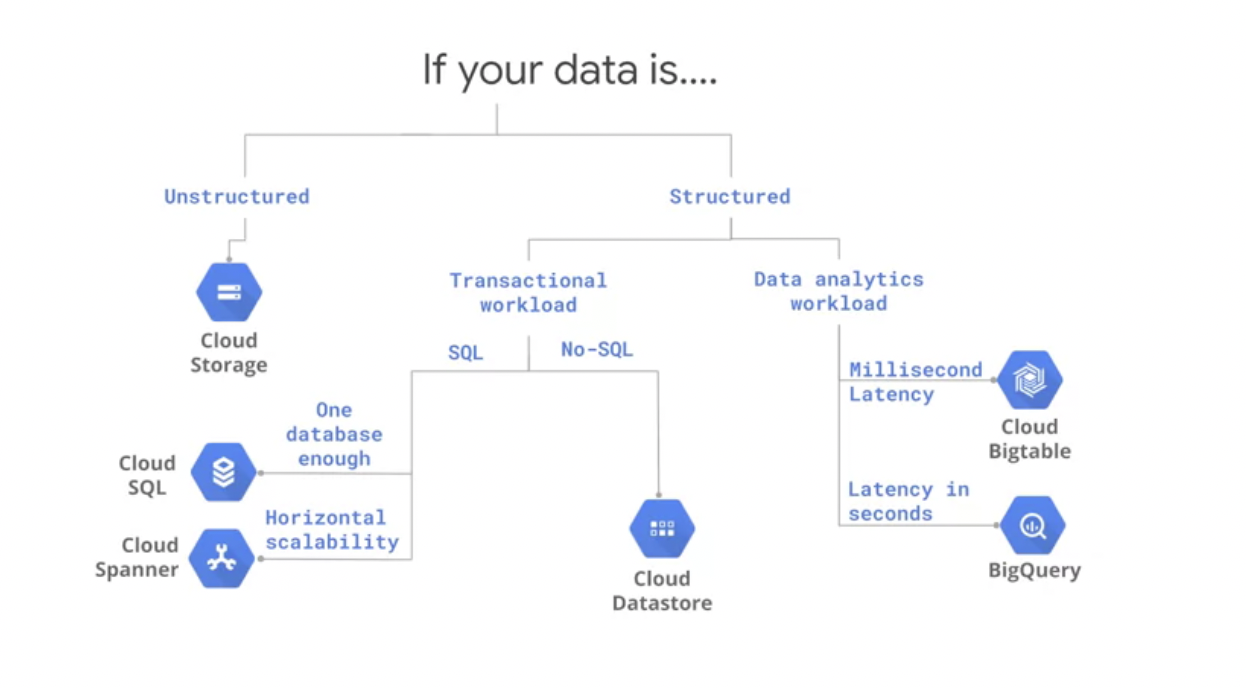 If your data is....
Unstructured
Structured
Cloud
Storage
Transactional
workload
Data analytics
workload
SQL
No-SQL
One
database
enough
Cloud
SQL
Horizontal
scalability
Cloud
Spanner
Cloud
Datastore
Millisecond
Latency
Cloud
Bigtable
Latency in
seconds
BigQuery